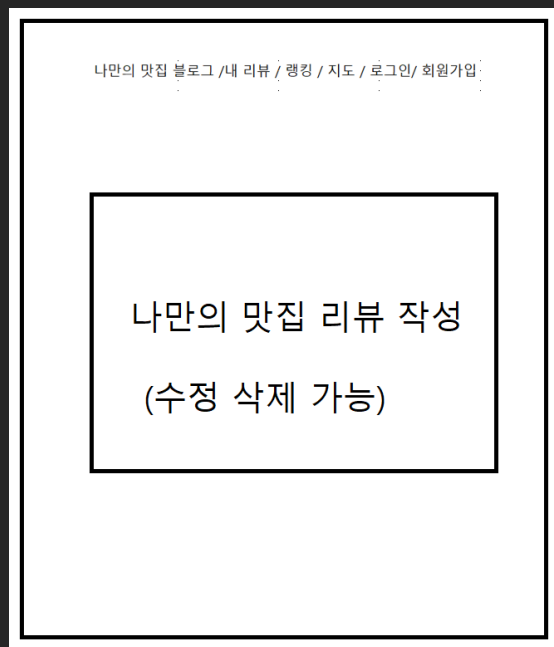 나만의 맛집 블로그 /내 리뷰 / 랭킹 / 지도 / 로그인/ 회원가입
나만의 맛집 리뷰 작성
(수정 삭제 가능)